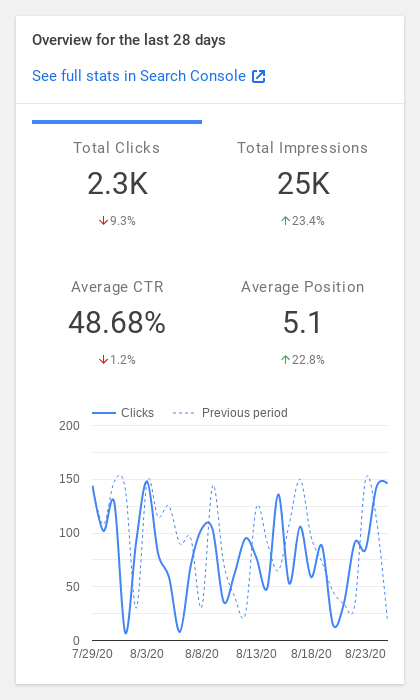 Overview for the last 28 days
See full stats in Search Console
Total Clicks
2.3K
9.3%
Total Impressions
25K
23.4%
Average CTR
48.68%
1.2%
Average Position
5.1
22.8%
Clicks
Previous period
200
150
100
50
0
7/29/20 8/3/20 8/8/20 8/13/20 8/18/20 8/23/20